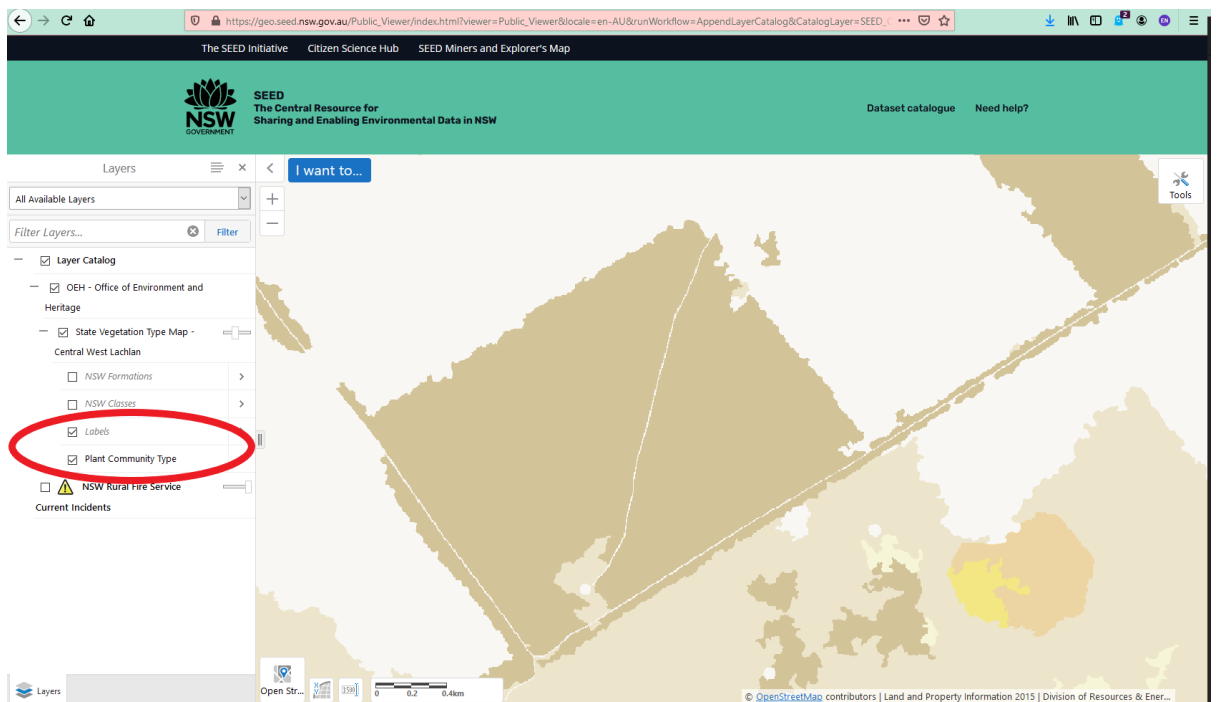 https://geo.seed.nsw.gov.au/Public_Viewer/index.html?viewer=Public_Viewer&locale=en-AU&runWorkflow=AppendLayerCatalog&CatalogLayer=SEED_
2
EN
The SEED Initiative Citizen Science Hub SEED Miners and Explorer's Map
NSW
GOVERNMENT
SEED
The Central Resource for
Sharing and Enabling Environmental Data in NSW
Dataset catalogue Need help?
Layers
I want to...
Tools
All Available Layers
Filter Layers... Filter
Layer Catalog
OEH - Office of Environment and
Heritage
State Vegetation Type Map -
Central West Lachlan
NSW Formations
NSW Classes
Labels
Plant Community Type
NSW Rural Fire Service
Current Incidents
Layers
Open Str...
0 0.2 0.4km
© OpenStreetMap contributors | Land and Property Information 2015 | Division of Resources & Ener...